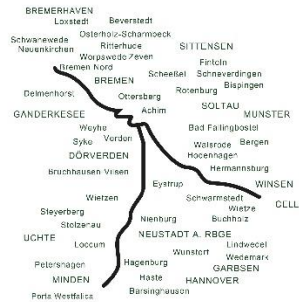 BREMERHAVEN
Loxstedt Beverstedt
Osterholz-Scharmbeck
Schwanewede Ritterhude SITTENSEN
Neuenkirchen
Worpswede Zeven Fintoln
Bremen Nord Scheeßel Schneverdingen
BREMEN Bispingen
Delmenhorst Ottersberg Rotenburg
Achim SOLTAU
GANDERKESEE MUNSTER
Weyhe Bad Fallingbostel
Syke Verden Walsrode Bergen
DÖRVERDEN Hocenhagen
Bruchhausen Vilsen Hermannsburg
Eystrup WINSEN
Wietzen Schwarmstedt CELL
Steyerberg Wietze
Nienburg Buchholz
Stolzenau
UCHTE NEUSTADT A. RBGE
Loccum Lindwecel
Wunstorf Wedemark
Petershagen Hagenburg GARBSEN
MINDEN Haste HANNOVER
Porta Westfalica Barsinghausen